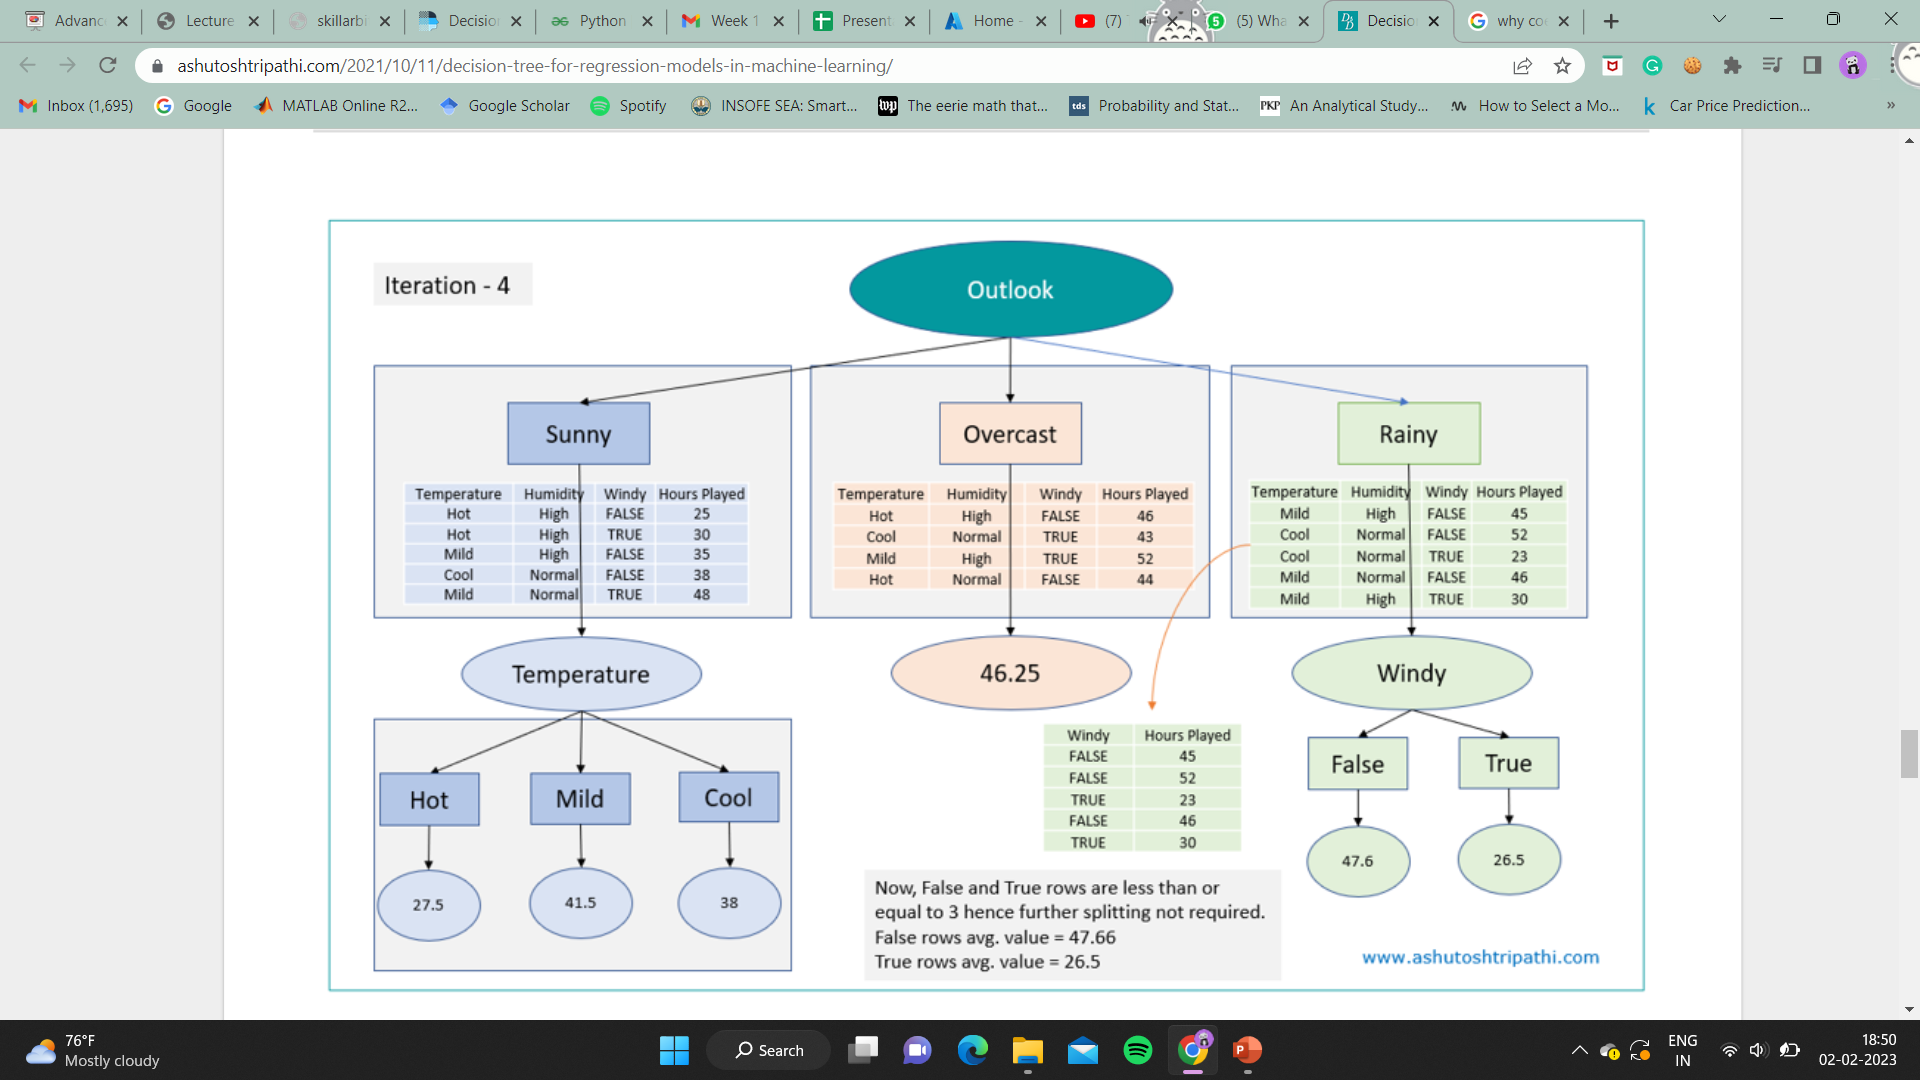 Advanc
Lecture
skillarbi
Decision
Python
Week 1
Present
Home -
(7)
5
(5) Wha
Decisio
why co
ashutoshtripathi.com/2021/10/11/decision-tree-for-regression-models-in-machine-learning/
Inbox (1,695)
Google
MATLAB Online R2...
Google Scholar
Spotify
INSOFE SEA: Smart...
The eerie math that...
tds
Probability and Stat...
PKP
An Analytical Study...
How to Select a Mo...
k
Car Price Prediction...
»
Iteration - 4
Outlook
Sunny
Overcast
Rainy
Temperature Humidity Windy Hours Played
Hot High FALSE 25
Hot High TRUE 30
Mild High FALSE 35
Cool Normal FALSE 38
Mild Normal TRUE 48
Temperature Humidity Windy Hours Played
Hot High FALSE 46
Cool Normal TRUE 43
Mild High TRUE 52
Hot Normal FALSE 44
Temperature Humidity Windy Hours Played
Mild High FALSE 45
Cool Normal FALSE 52
Cool Normal TRUE 23
Mild Normal FALSE 46
Mild High TRUE 30
Temperature
46.25
Windy
Hot
Mild
Cool
27.5
41.5
38
Windy Hours Played
FALSE 45
FALSE 52
TRUE 23
FALSE 46
TRUE 30
False
True
47.6
26.5
Now, False and True rows are less than or
equal to 3 hence further splitting not required.
False rows avg. value = 47.66
True rows avg. value = 26.5
www.ashutoshtripathi.com
76°F
Mostly cloudy
Search
ENG
IN
18:50
02-02-2023